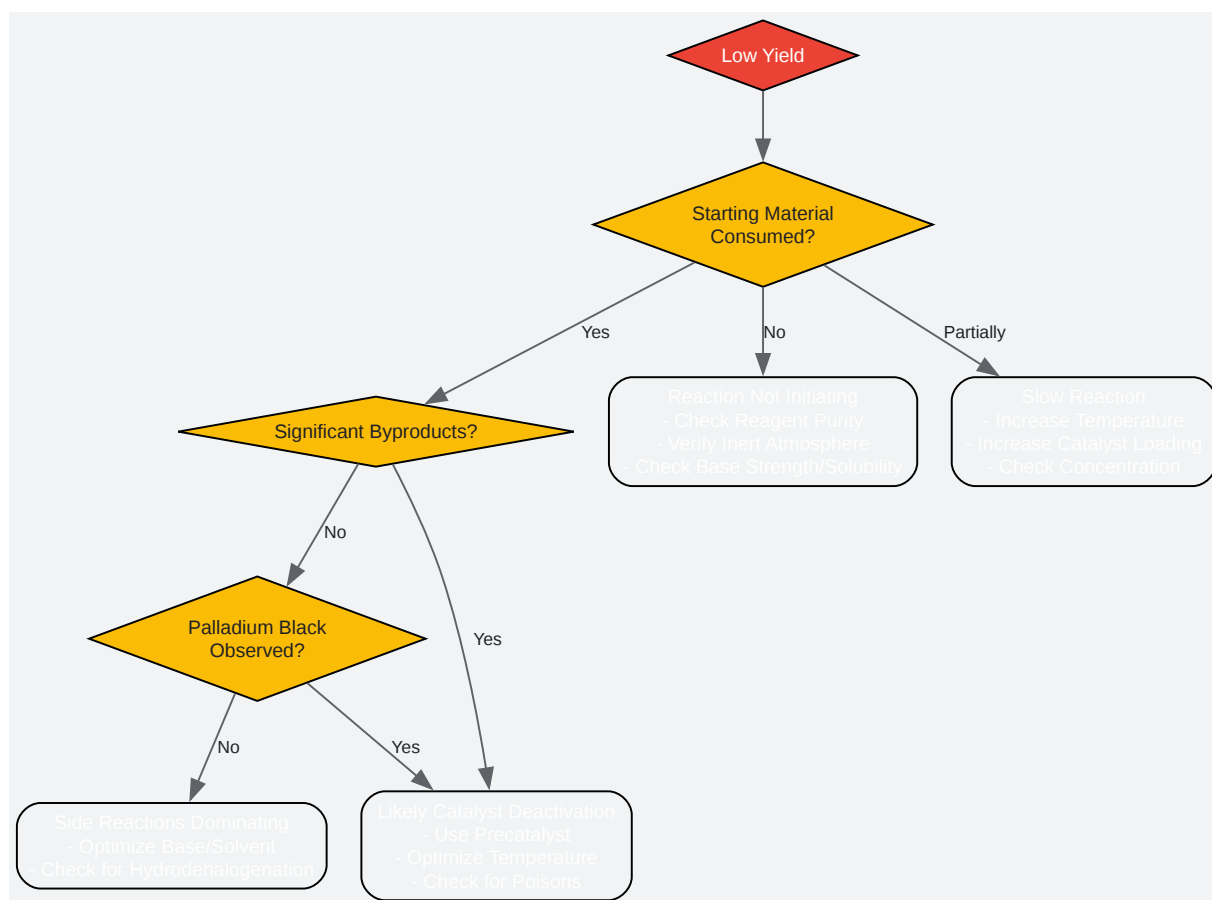 Low Yield
Starting Material
Consumed?
Yes
No
Partially
Reaction Not Initiating
- Check Reagent Purity
- Verify Inert Atmosphere
- Check Base Strength/Solubility
Slow Reaction
- Increase Temperature
- Increase Catalyst Loading
- Check Concentration
Significant Byproducts?
No
Yes
Palladium Black
Observed?
No
Yes
Side Reactions Dominating
- Optimize Base/Solvent
- Check for Hydrodehalogenation
Likely Catalyst Deactivation
- Use Precatalyst
- Optimize Temperature
- Check for Poisons